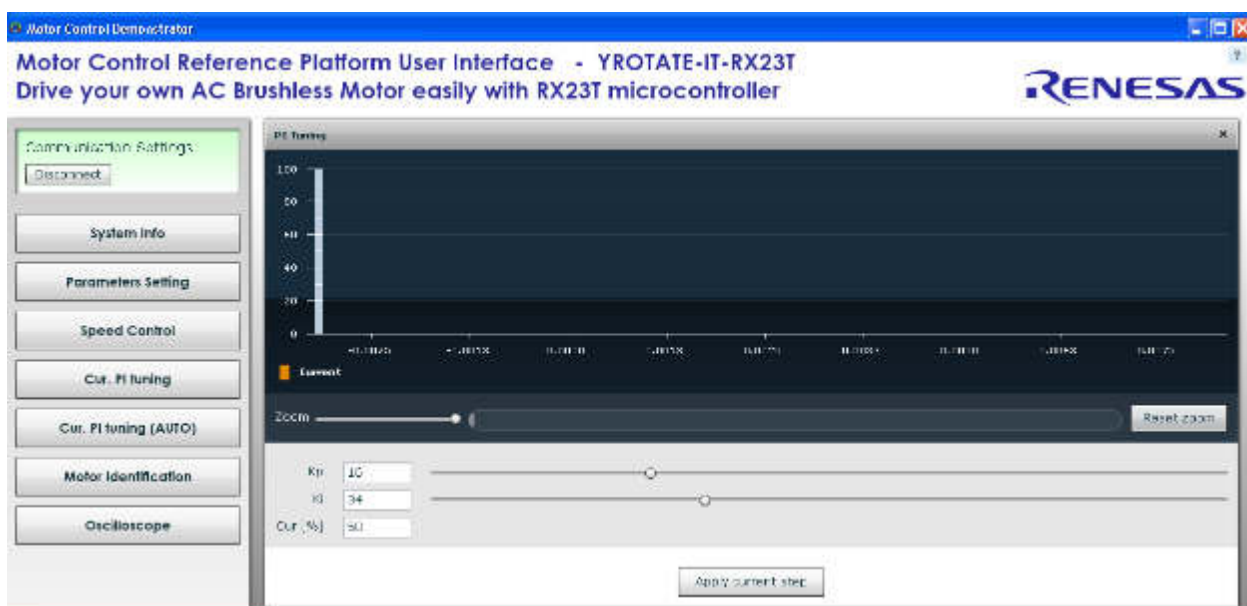 Motor Control Demonstrator
Motor Control Reference Platform User Interface - YROTATE-IT-RX23T
Drive your own AC Brushless Motor easily with RX23T microcontroller
RENESAS
?
Communication Settings
Disconnect
System Info
Parameters Setting
Speed Control
Cur. PI tuning
Cur. PI tuning (AUTO)
Motor Identification
Oscilloscope
PI Tuning
100
80
60
40
20
0
Current
Zoom
Reset zoom
Kp
Ki
34
Cur [%]
50
Apply current step